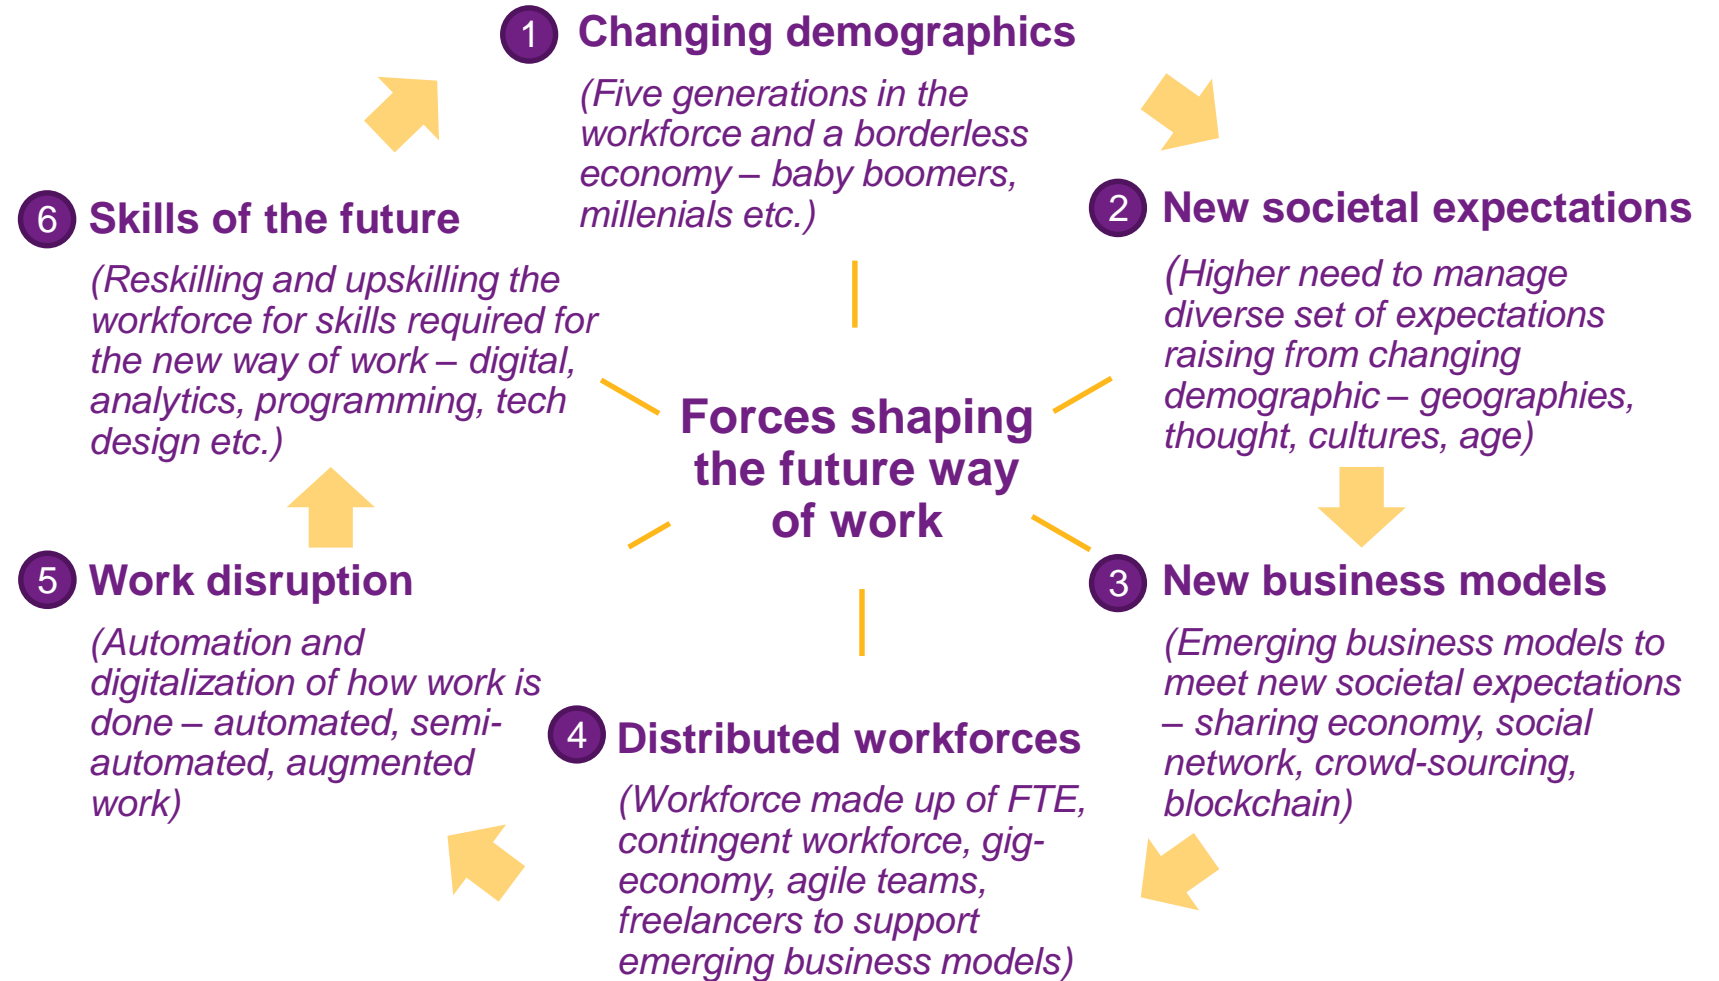 1 Changing demographics
(Five generations in the
workforce and a borderless
economy – baby boomers,
millenials etc.)
2 New societal expectations
(Higher need to manage
diverse set of expectations
raising from changing
demographic – geographies,
thought, cultures, age)
3 New business models
(Emerging business models to
meet new societal expectations
– sharing economy, social
network, crowd-sourcing,
blockchain)
4 Distributed workforces
(Workforce made up of FTE,
contingent workforce, gig-
economy, agile teams,
freelancers to support
emerging business models)
5 Work disruption
(Automation and
digitalization of how work is
done – automated, semi-
automated, augmented
work)
6 Skills of the future
(Reskilling and upskilling the
workforce for skills required for
the new way of work – digital,
analytics, programming, tech
design etc.)
Forces shaping
the future way
of work